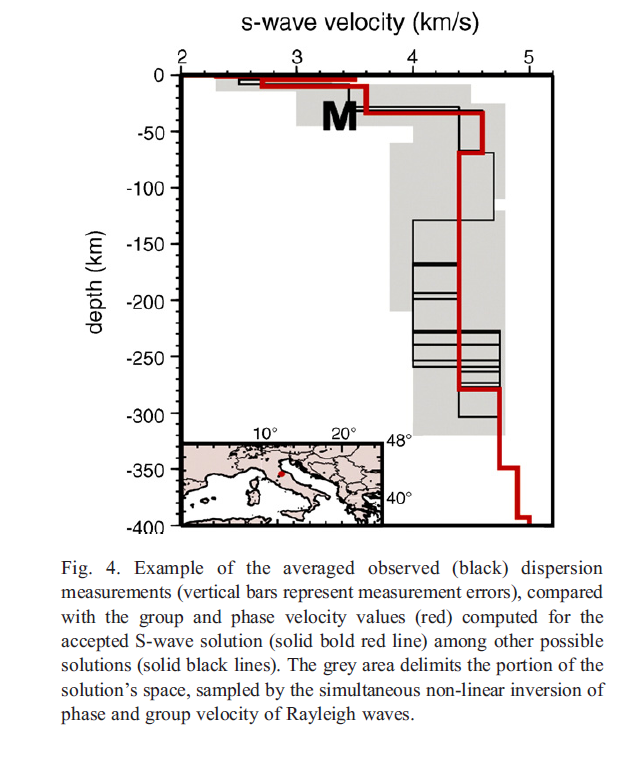 s-wave velocity (km/s)
2 3 4 5
0
M
-50
-100
-150
depth (km)
-200
-250
-300
10° 20° 48°
-350
40°
-400
Fig. 4. Example of the averaged observed (black) dispersion
measurements (vertical bars represent measurement errors), compared
with the group and phase velocity values (red) computed for the
accepted S-wave solution (solid bold red line) among other possible
solutions (solid black lines). The grey area delimits the portion of the
solution's space, sampled by the simultaneous non-linear inversion of
phase and group velocity of Rayleigh waves.